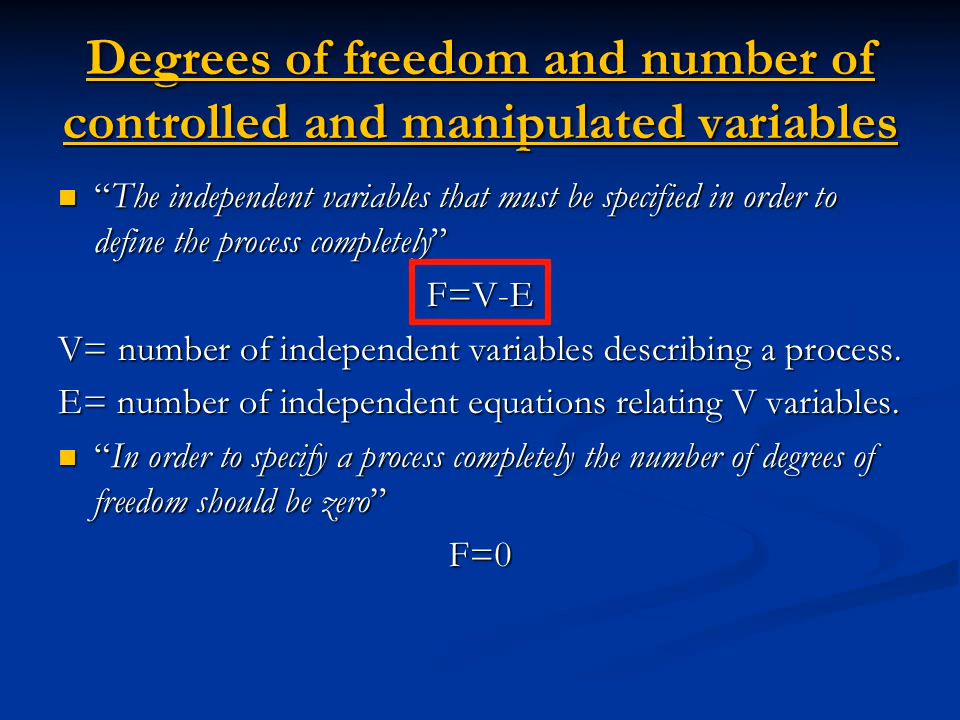 Degrees of freedom and number of
controlled and manipulated variables
“The independent variables that must be specified in order to
define the process completely”
F=V-E
V= number of independent variables describing a process.
E= number of independent equations relating V variables.
“In order to specify a process completely the number of degrees of
freedom should be zero”
F=0